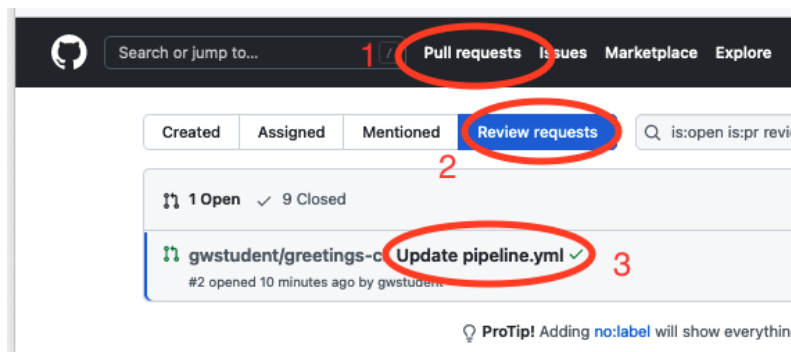 Search or jump to... / 1 Pull requests Issues Marketplace Explore
Created Assigned Mentioned Review requests is:open is:pr revi
2
1 Open 9 Closed
gwstudent/greetings-c Update pipeline.yml 3
#2 opened 10 minutes ago by gwstudent
ProTip! Adding no:label will show everythin